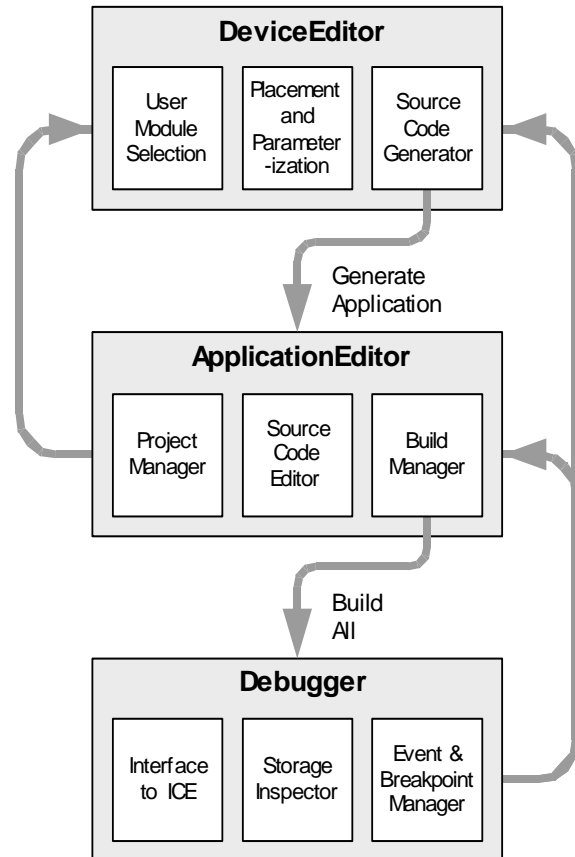 DeviceEditor
User
Module
Selection
Placement
and
Parameter
-ization
Source
Code
Generator
Generate
Application
ApplicationEditor
Project
Manager
Source
Code
Editor
Build
Manager
Build
All
Debugger
Interface
to ICE
Storage
Inspector
Event &
Breakpoint
Manager